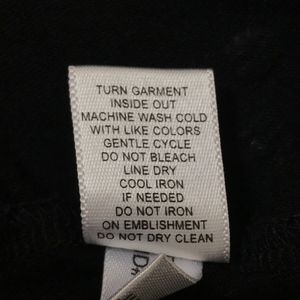 TURN GARMENT
INSIDE OUT
MACHINE WASH COLD
WITH LIKE COLORS
GENTLE CYCLE
DO NOT BLEACH
LINE DRY
COOL IRON
IF NEEDED
DO NOT IRON
ON EMBLISHMENT
DO NOT DRY CLEAN